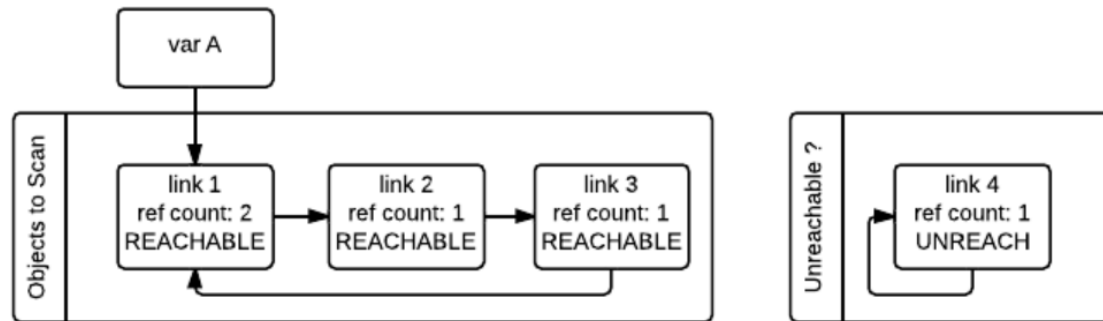 var A
Objects to Scan
link 1
ref count: 2
REACHABLE
link 2
ref count: 1
REACHABLE
link 3
ref count: 1
REACHABLE
Unreachable ?
link 4
ref count: 1
UNREACH